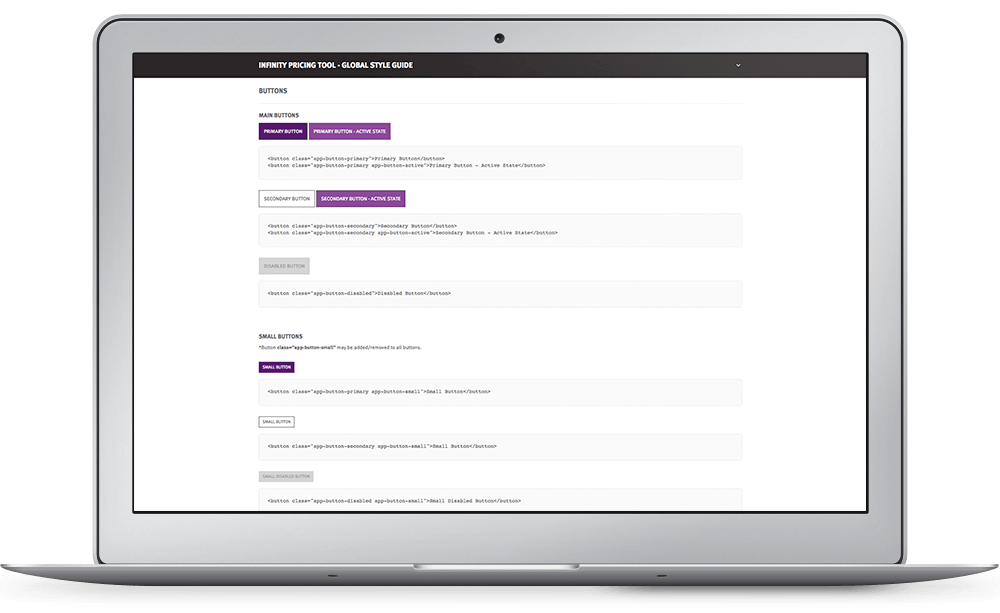 INFINITY PRICING TOOL - GLOBAL STYLE GUIDE
BUTTONS
MAIN BUTTONS
PRIMARY BUTTON PRIMARY BUTTON - ACTIVE STATE
<button class="app-button-primary">Primary Button</button>
<button class="app-button-primary app-button-active">Primary Button - Active State</button>
SECONDARY BUTTON SECONDARY BUTTON - ACTIVE STATE
<button class="app-button-secondary">Secondary Button</button>
<button class="app-button-secondary app-button-active">Secondary Button - Active State</button>
DISABLED BUTTON
<button class="app-button-disabled">Disabled Button</button>
SMALL BUTTONS
*Button class="app-button-small" may be added/removed to all buttons.
SMALL BUTTON
<button class="app-button-primary app-button-small">Small Button</button>
SMALL BUTTON
<button class="app-button-secondary app-button-small">Small Button</button>
SMALL DISABLED BUTTON
<button class="app-button-disabled app-button-small">Small Disabled Button</button>